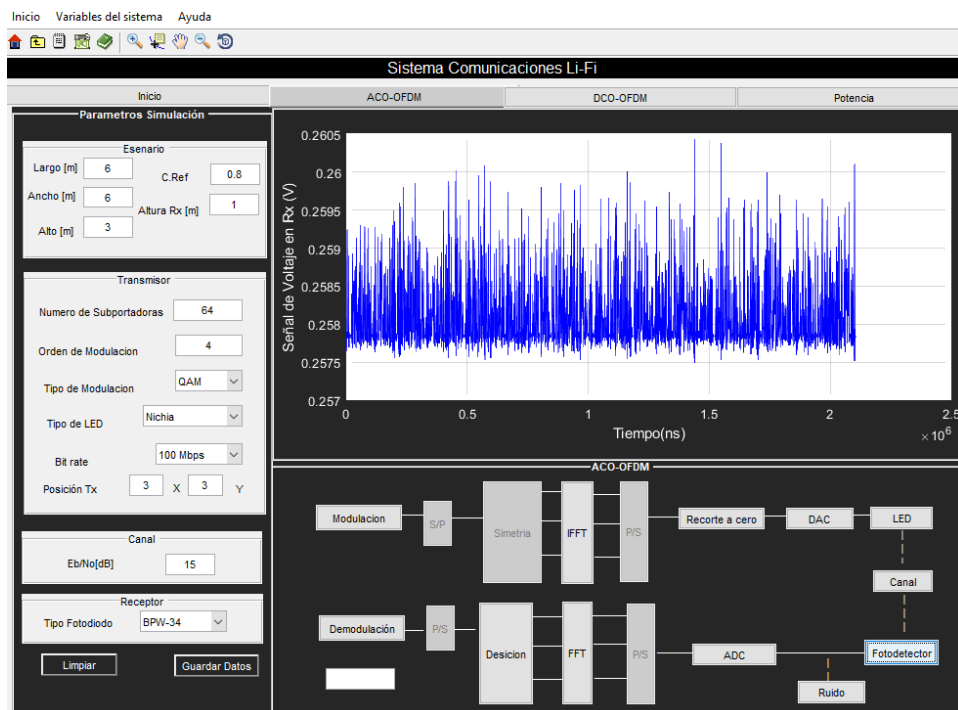 Inicio Variables del sistema Ayuda
Sistema Comunicaciones Li-Fi
Inicio
ACO-OFDM DCO-OFDM Potencia
Parametros Simulación
Esenario
Largo [m] 6
C.Ref 0.8
Ancho [m] 6
Altura Rx [m] 1
Alto [m] 3
Transmisor
Numero de Subportadoras 64
Orden de Modulacion 4
Tipo de Modulacion QAM
Tipo de LED Nichia
Bit rate 100 Mbps
Posición Tx 3 X 3 Y
Canal
Eb/No[dB] 15
Receptor
Tipo Fotodiodo BPW-34
Limpiar Guardar Datos
Señal de Voltaje en Rx (V)
0.2605
0.26
0.2595
0.259
0.2585
0.258
0.2575
0.257
0 0.5 1 1.5 2 2.5
Tiempo(ns)
×10⁶
ACO-OFDM
Modulacion S/P Simetria IFFT P/S Recorte a cero DAC LED
Canal
Demodulación P/S Desicion FFT P/S ADC Fotodetector
Ruido